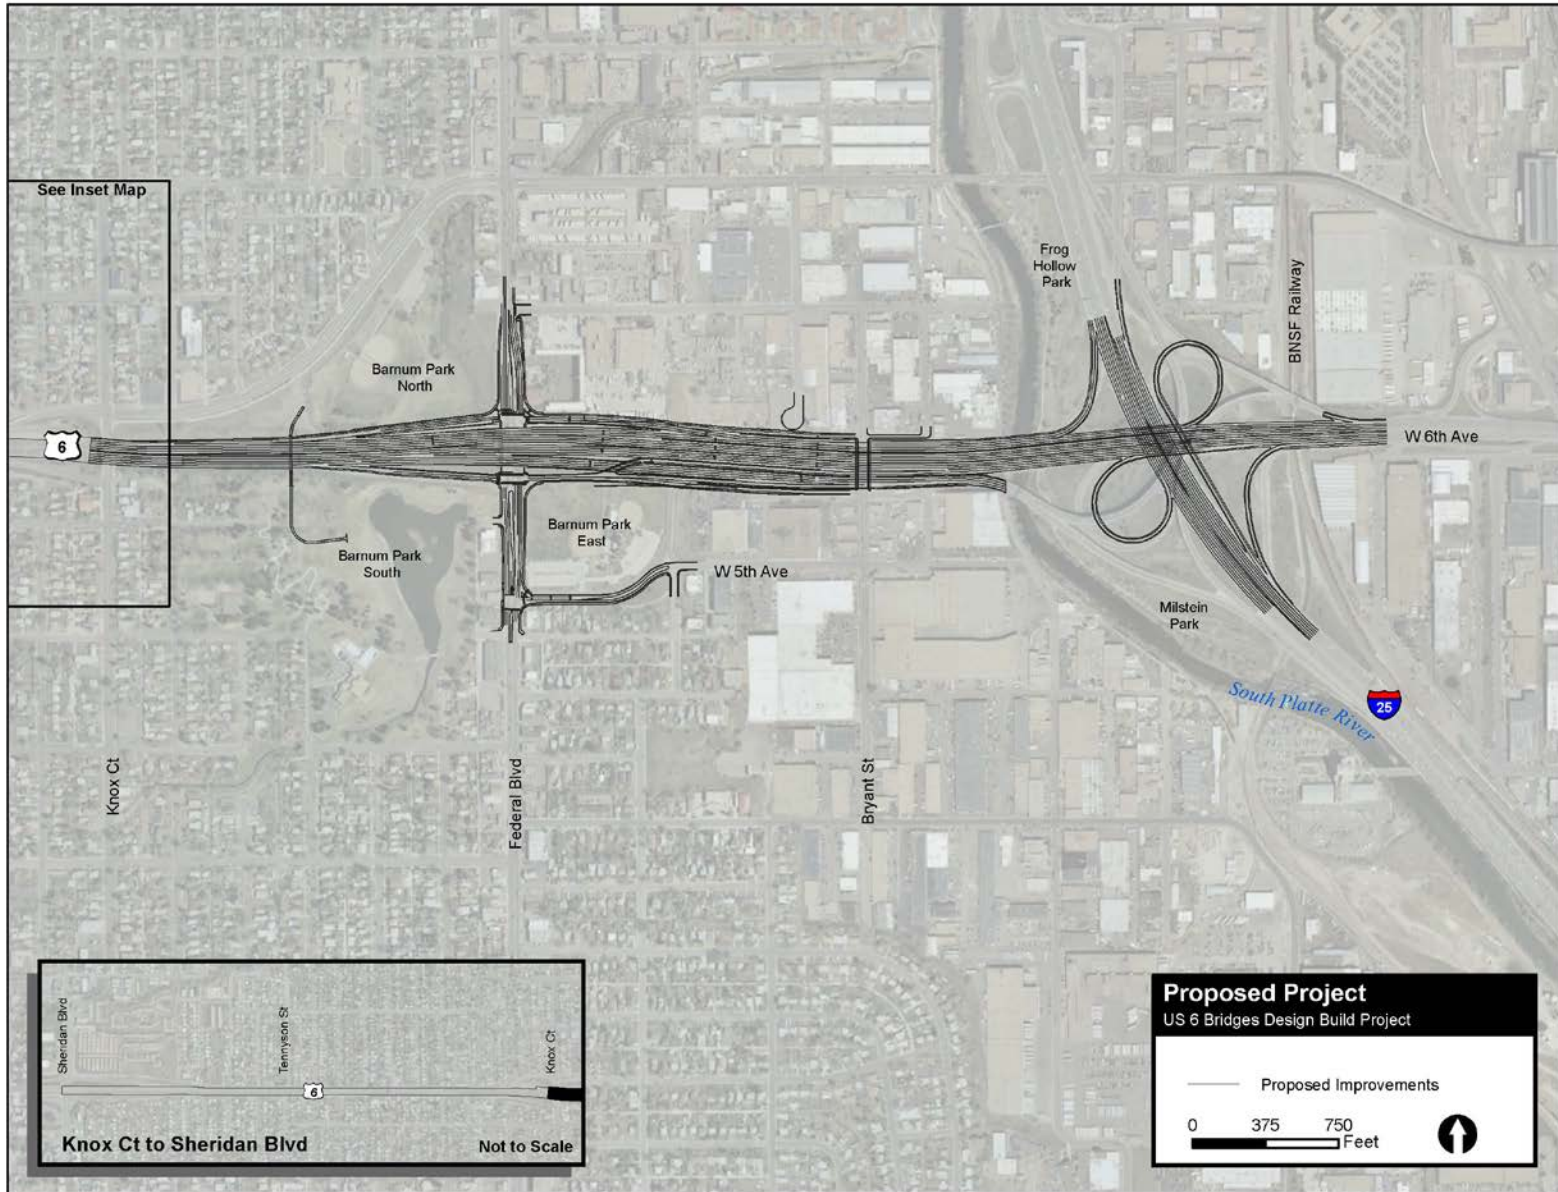 See Inset Map
Frog
Hollow
Park
BNSF Railway
Barnum Park
North
6
W 6th Ave
Barnum Park
East
Barnum Park
South
W 5th Ave
Milstein
Park
South Platte River
25
Knox Ct
Federal Blvd
Bryant St
Sheridan Blvd
Tennyson St
Knox Ct
6
Knox Ct to Sheridan Blvd
Not to Scale
Proposed Project
US 6 Bridges Design Build Project
Proposed Improvements
0 375 750
Feet